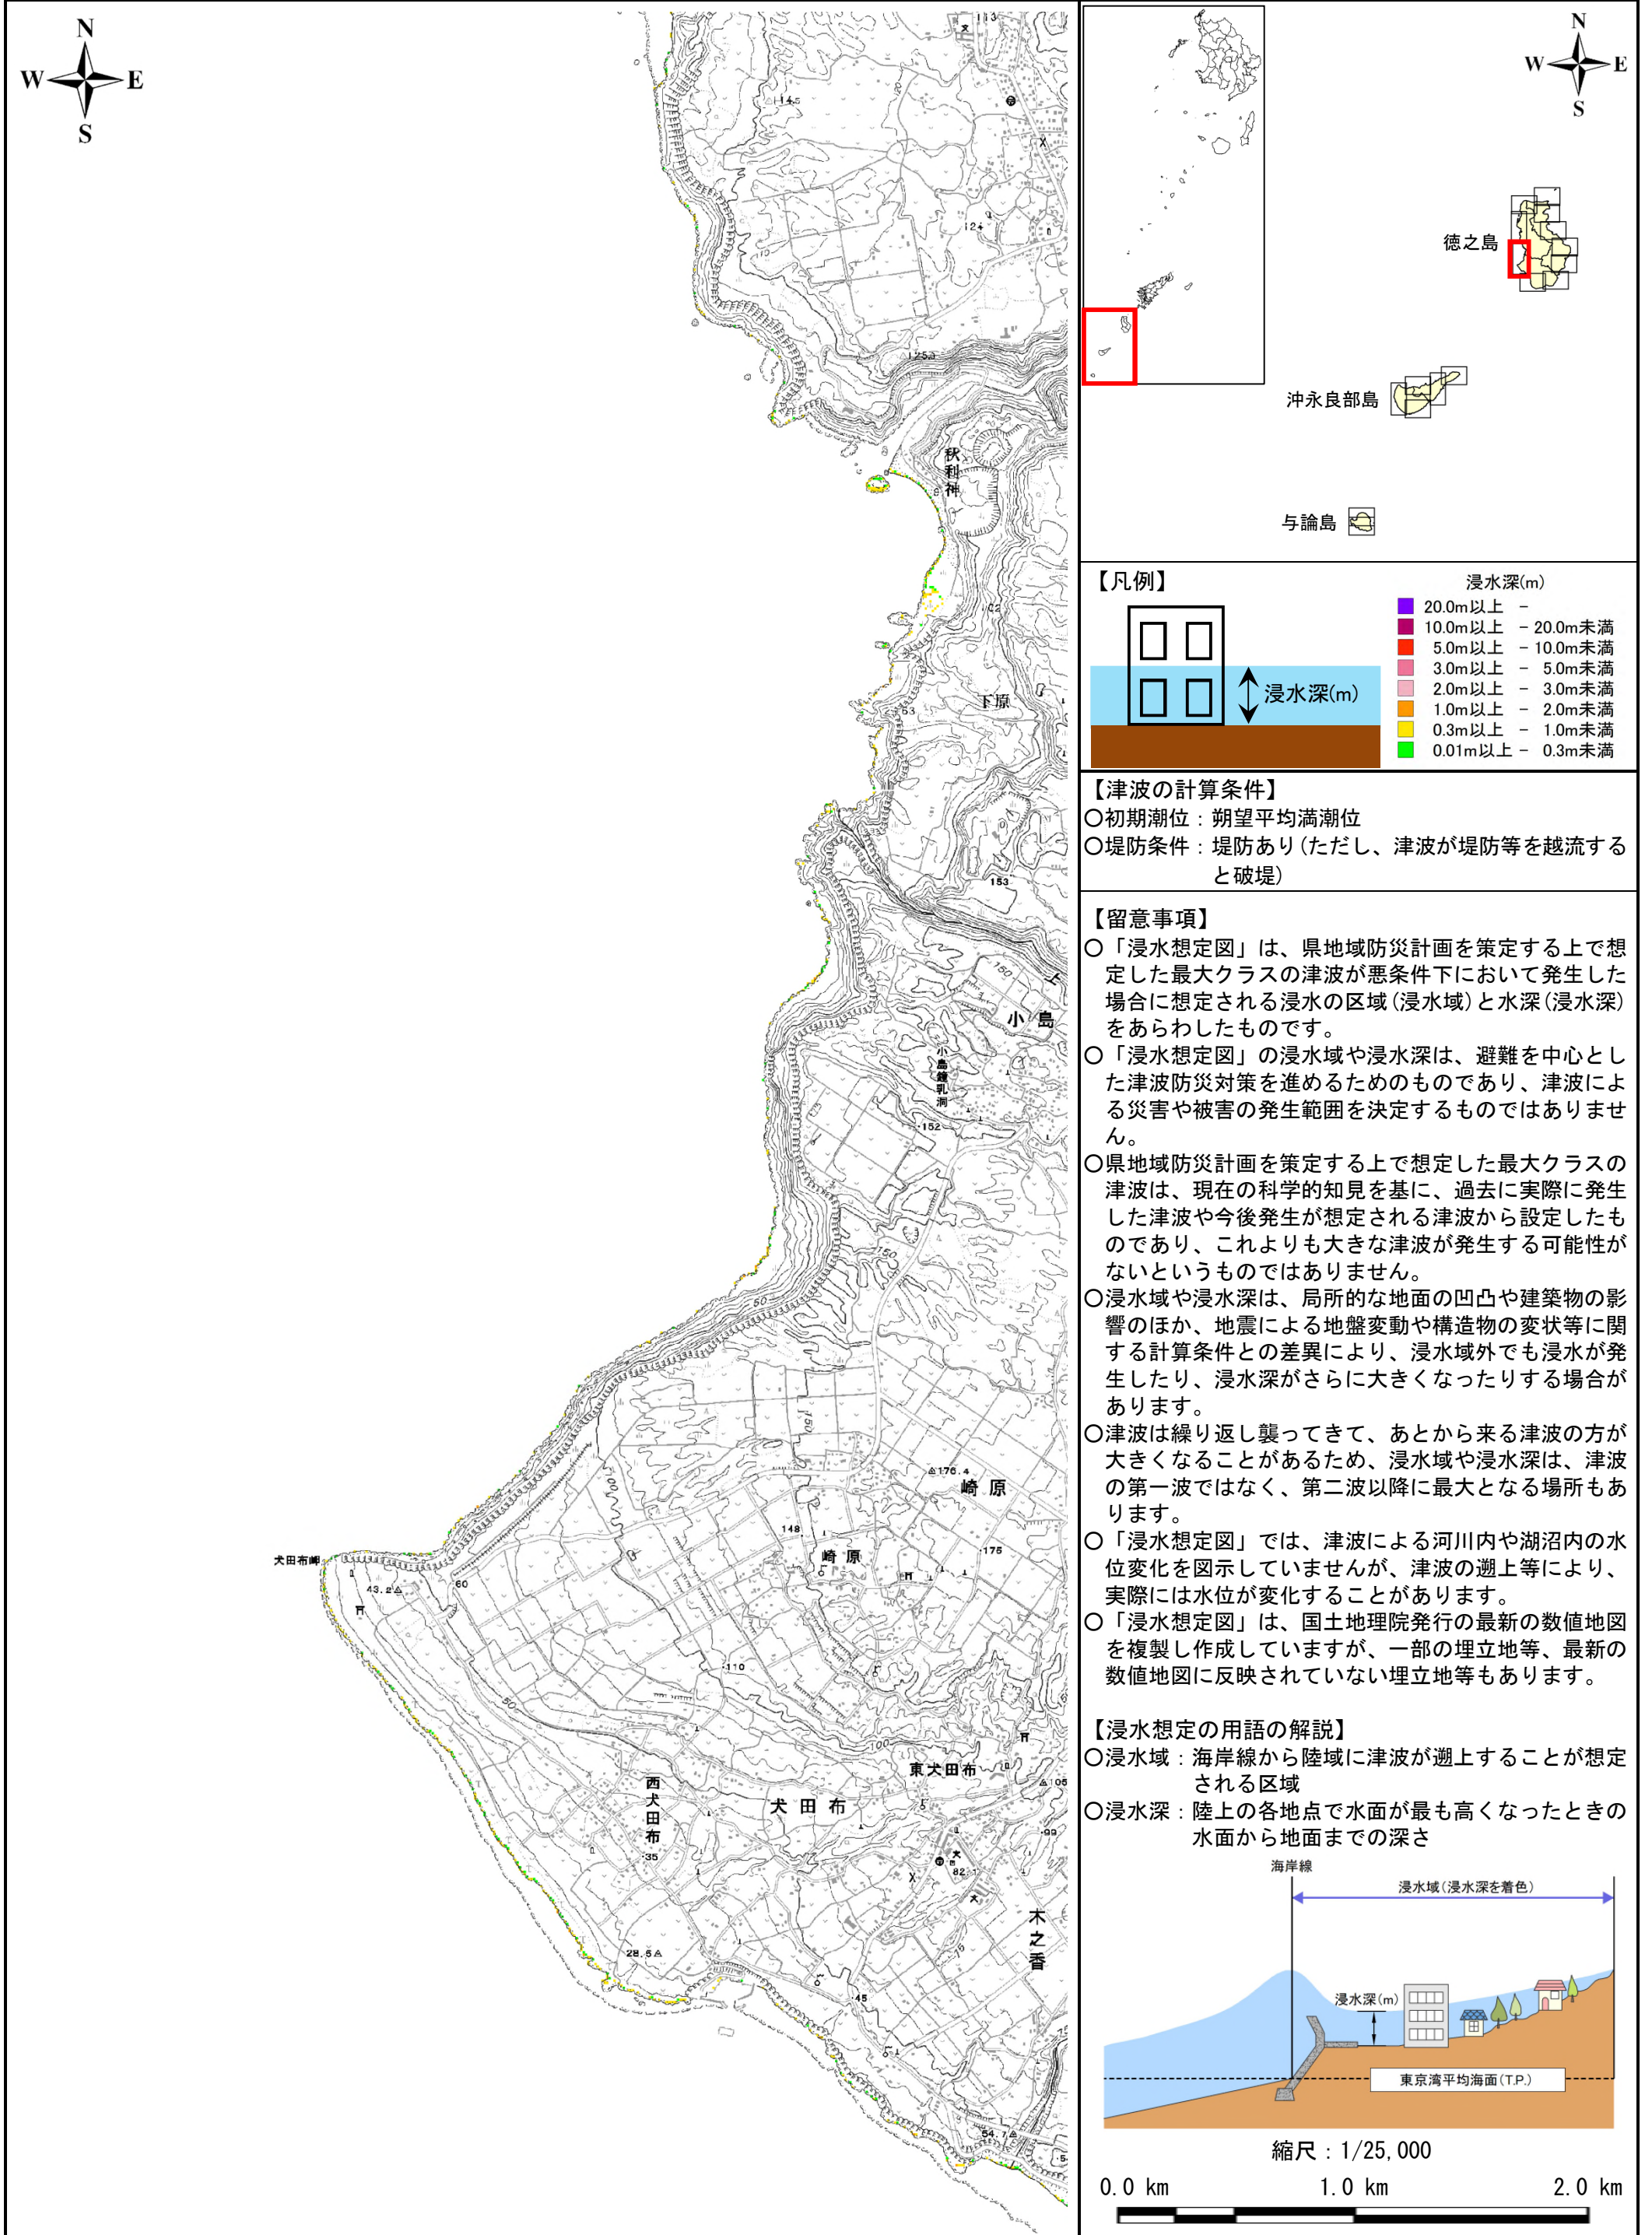 N
W E
S
113
114.5
120
124
125.5
秋利神
62
下原
63
153
150
上
小島
小島鐘乳洞
152
150
50
150
100
176.4
崎原
148
崎原
175
犬田布岬
43.2
60
110
50
100
東犬田布
105
西犬田布
犬田布
99
35
82.1
木之香
28.5
75
45
54.7
N
W E
S
徳之島
沖永良部島
与論島
【凡例】
浸水深(m)
浸水深(m)
20.0m以上 -
10.0m以上 - 20.0m未満
5.0m以上 - 10.0m未満
3.0m以上 - 5.0m未満
2.0m以上 - 3.0m未満
1.0m以上 - 2.0m未満
0.3m以上 - 1.0m未満
0.01m以上 - 0.3m未満
【津波の計算条件】
○初期潮位：朔望平均満潮位
○堤防条件：堤防あり(ただし、津波が堤防等を越流する
と破堤)
【留意事項】
○「浸水想定図」は、県地域防災計画を策定する上で想
定した最大クラスの津波が悪条件下において発生した
場合に想定される浸水の区域(浸水域)と水深(浸水深)
をあらわしたものです。
○「浸水想定図」の浸水域や浸水深は、避難を中心とし
た津波防災対策を進めるためのものであり、津波によ
る災害や被害の発生範囲を決定するものではありませ
ん。
○県地域防災計画を策定する上で想定した最大クラスの
津波は、現在の科学的知見を基に、過去に実際に発生
した津波や今後発生が想定される津波から設定したも
のであり、これよりも大きな津波が発生する可能性が
ないというものではありません。
○浸水域や浸水深は、局所的な地面の凹凸や建築物の影
響のほか、地震による地盤変動や構造物の変状等に関
する計算条件との差異により、浸水域外でも浸水が発
生したり、浸水深がさらに大きくなったりする場合が
あります。
○津波は繰り返し襲ってきて、あとから来る津波の方が
大きくなることがあるため、浸水域や浸水深は、津波
の第一波ではなく、第二波以降に最大となる場所もあ
ります。
○「浸水想定図」では、津波による河川内や湖沼内の水
位変化を図示していませんが、津波の遡上等により、
実際には水位が変化することがあります。
○「浸水想定図」は、国土地理院発行の最新の数値地図
を複製し作成していますが、一部の埋立地等、最新の
数値地図に反映されていない埋立地等もあります。
【浸水想定の用語の解説】
○浸水域：海岸線から陸域に津波が遡上することが想定
される区域
○浸水深：陸上の各地点で水面が最も高くなったときの
水面から地面までの深さ
海岸線
浸水域(浸水深を着色)
浸水深(m)
東京湾平均海面(T.P.)
縮尺：1/25,000
0.0 km 1.0 km 2.0 km